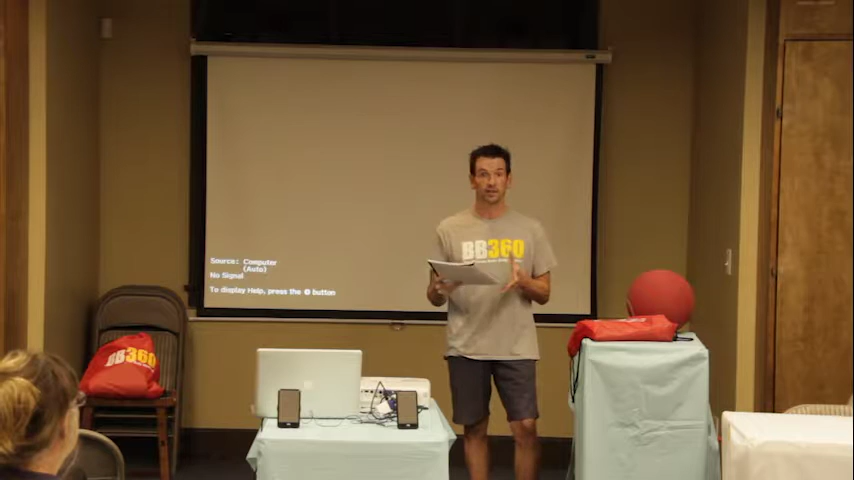 Source: Computer
(Auto)
No Signal
To display Help, press the button
BB360
BB360